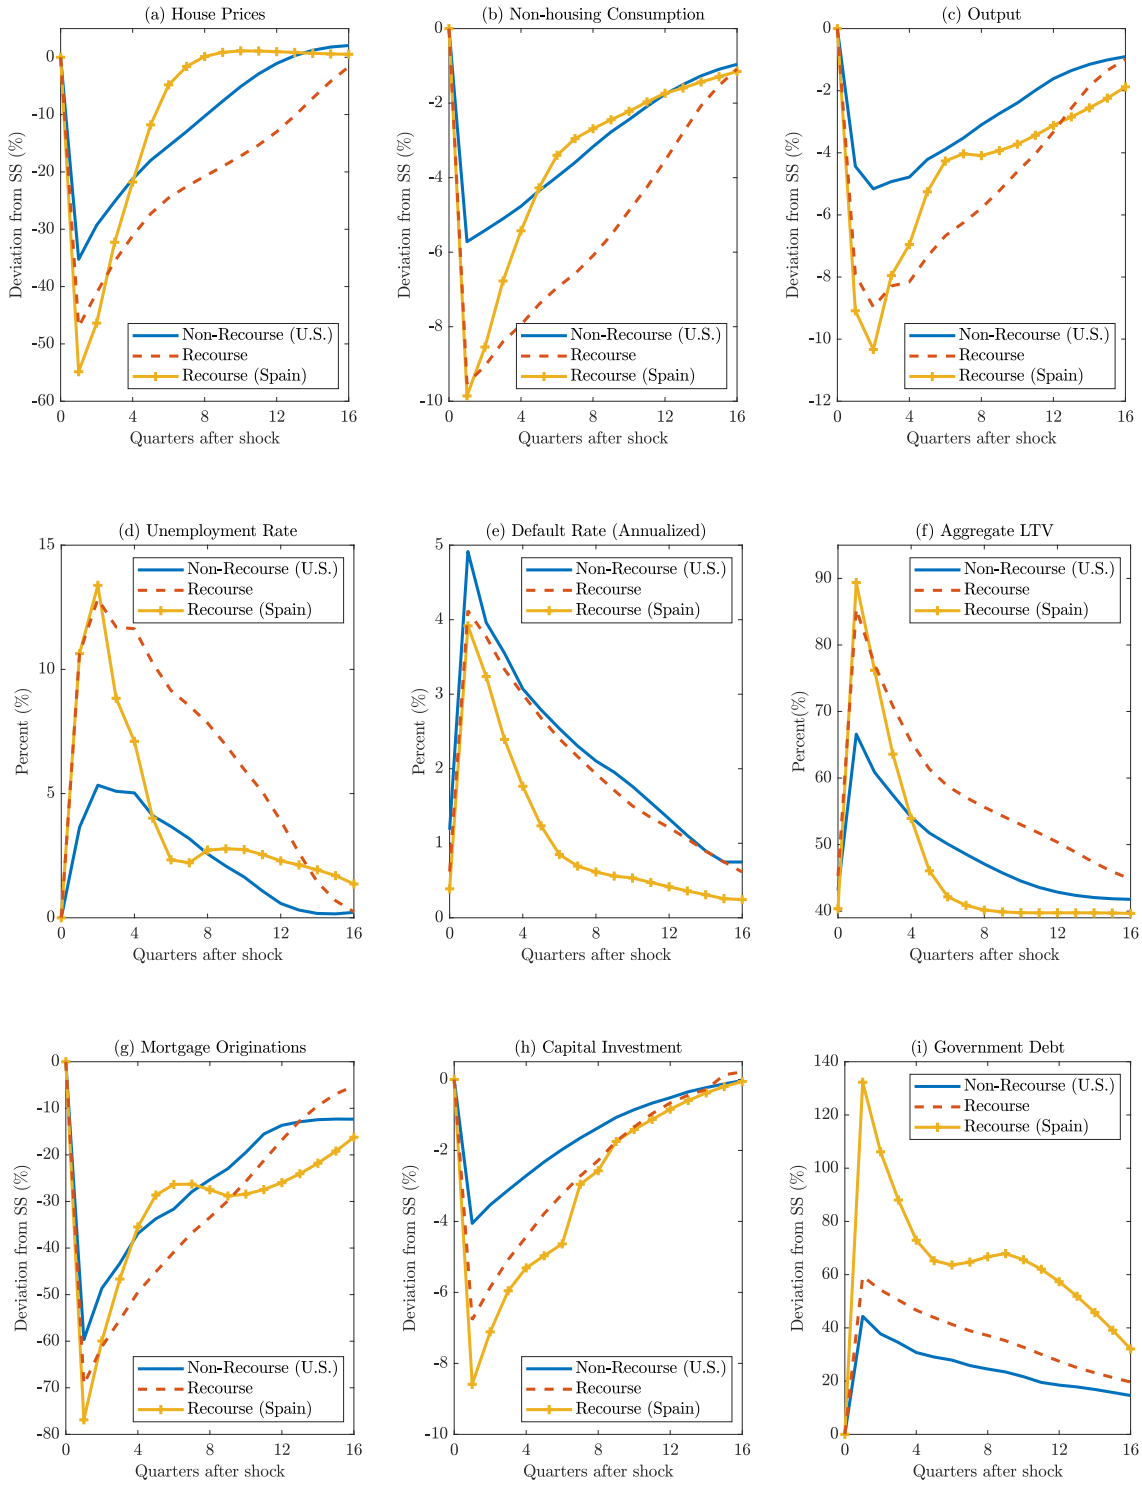 (a) House Prices
Deviation from SS (%)
0
-10
-20
-30
-40
-50
-60
Non-Recourse (U.S.)
Recourse
Recourse (Spain)
0 4 8 12 16
Quarters after shock
(b) Non-housing Consumption
Deviation from SS (%)
0
-2
-4
-6
-8
-10
Non-Recourse (U.S.)
Recourse
Recourse (Spain)
0 4 8 12 16
Quarters after shock
(c) Output
Deviation from SS (%)
0
-2
-4
-6
-8
-10
-12
Non-Recourse (U.S.)
Recourse
Recourse (Spain)
0 4 8 12 16
Quarters after shock
(d) Unemployment Rate
Percent (%)
15
10
5
0
Non-Recourse (U.S.)
Recourse
Recourse (Spain)
0 4 8 12 16
Quarters after shock
(e) Default Rate (Annualized)
Percent (%)
5
4
3
2
1
0
Non-Recourse (U.S.)
Recourse
Recourse (Spain)
0 4 8 12 16
Quarters after shock
(f) Aggregate LTV
Percent(%)
90
80
70
60
50
40
Non-Recourse (U.S.)
Recourse
Recourse (Spain)
0 4 8 12 16
Quarters after shock
(g) Mortgage Originations
Deviation from SS (%)
0
-10
-20
-30
-40
-50
-60
-70
-80
Non-Recourse (U.S.)
Recourse
Recourse (Spain)
0 4 8 12 16
Quarters after shock
(h) Capital Investment
Deviation from SS (%)
0
-2
-4
-6
-8
-10
Non-Recourse (U.S.)
Recourse
Recourse (Spain)
0 4 8 12 16
Quarters after shock
(i) Government Debt
Deviation from SS (%)
140
120
100
80
60
40
20
0
Non-Recourse (U.S.)
Recourse
Recourse (Spain)
0 4 8 12 16
Quarters after shock